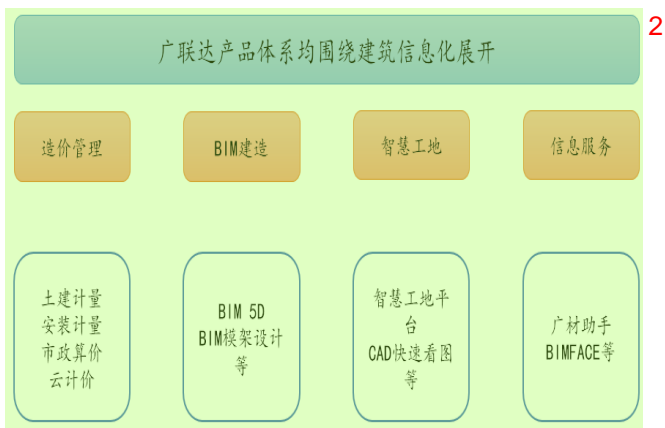 广联达产品体系均围绕建筑信息化展开
2
造价管理
BIM建造
智慧工地
信息服务
土建计量
安装计量
市政算价
云计价
BIM 5D
BIM模架设计
等
智慧工地平
台
CAD快速看图
等
广材助手
BIMFACE等